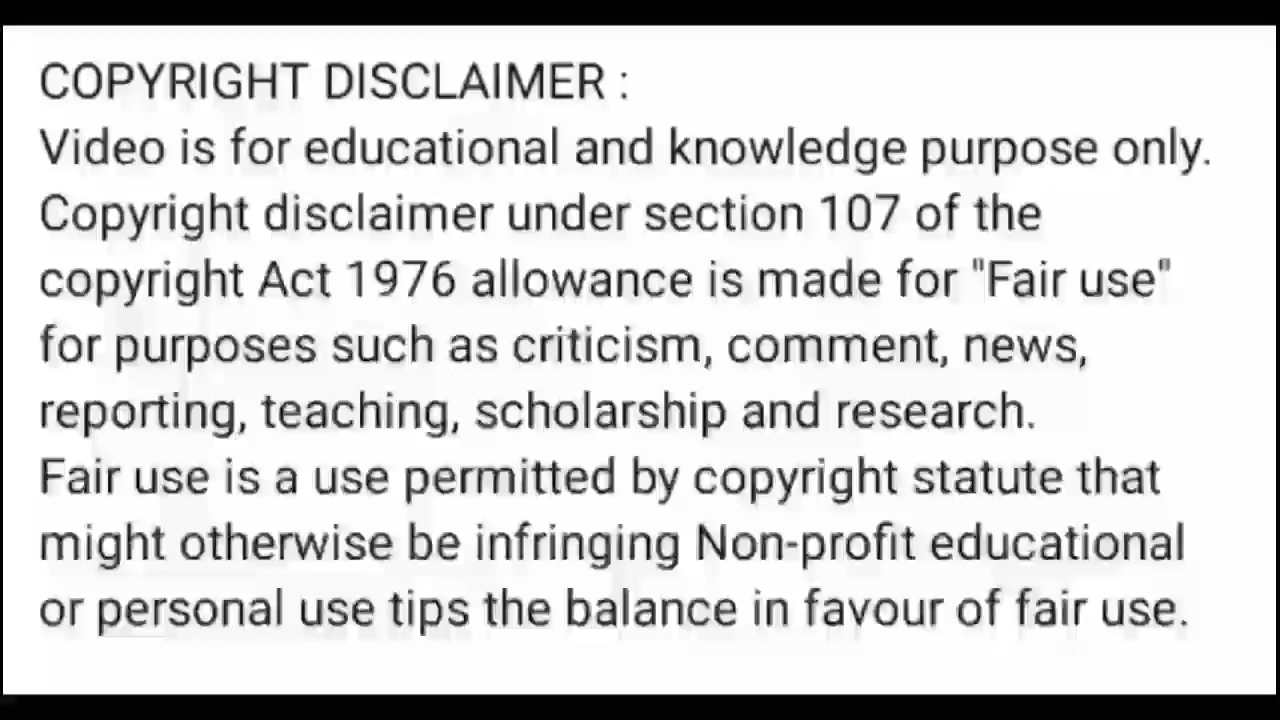 COPYRIGHT DISCLAIMER :
Video is for educational and knowledge purpose only.
Copyright disclaimer under section 107 of the
copyright Act 1976 allowance is made for "Fair use"
for purposes such as criticism, comment, news,
reporting, teaching, scholarship and research.
Fair use is a use permitted by copyright statute that
might otherwise be infringing Non-profit educational
or personal use tips the balance in favour of fair use.